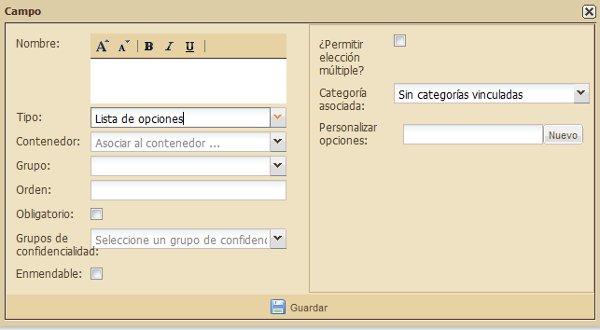 Campo
Nombre:
A A B I U
Tipo:
Lista de opciones
Contenedor:
Asociar al contenedor ...
Grupo:
Orden:
Obligatorio:
Grupos de
confidencialidad:
Seleccione un grupo de confidenc
Enmendable:
¿Permitir
elección
múltiple?
Categoría
asociada:
Sin categorías vinculadas
Personalizar
opciones:
Nuevo
Guardar